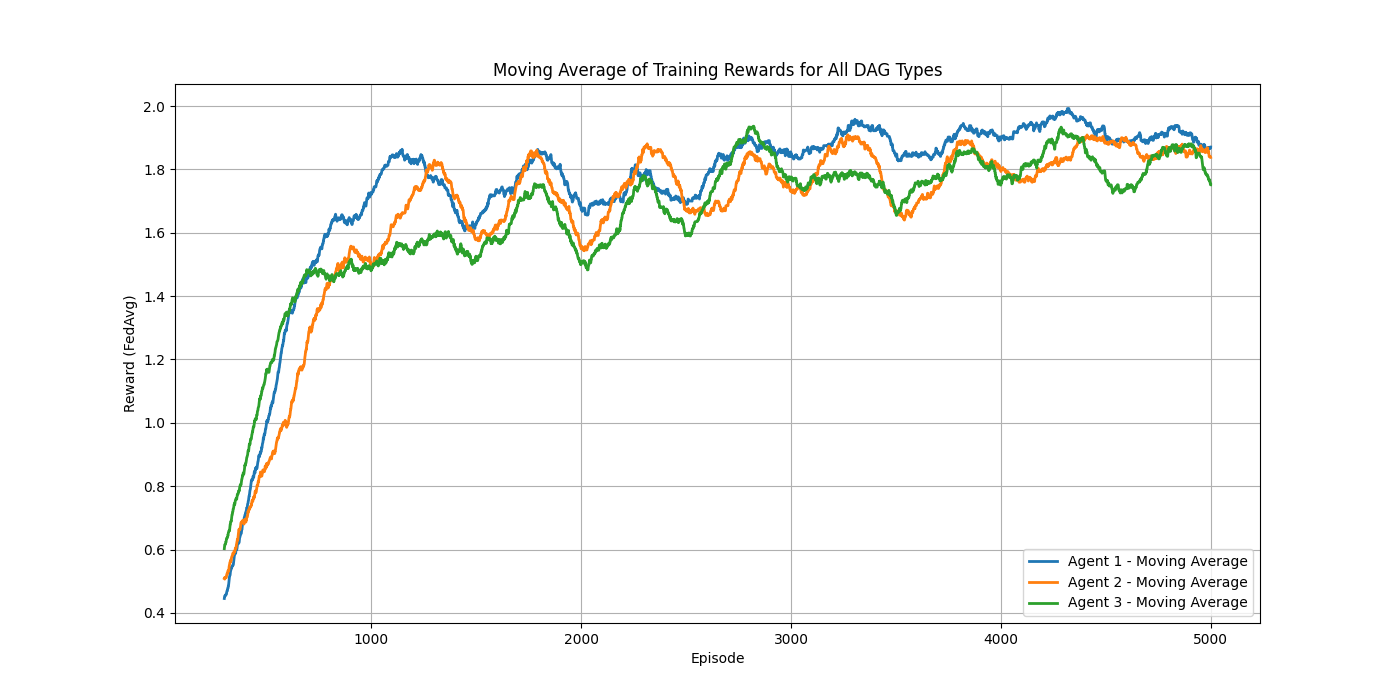 Moving Average of Training Rewards for All DAG Types
Reward (FedAvg)
2.0
1.8
1.6
1.4
1.2
1.0
0.8
0.6
0.4
1000
2000
3000
4000
5000
Episode
Agent 1 - Moving Average
Agent 2 - Moving Average
Agent 3 - Moving Average